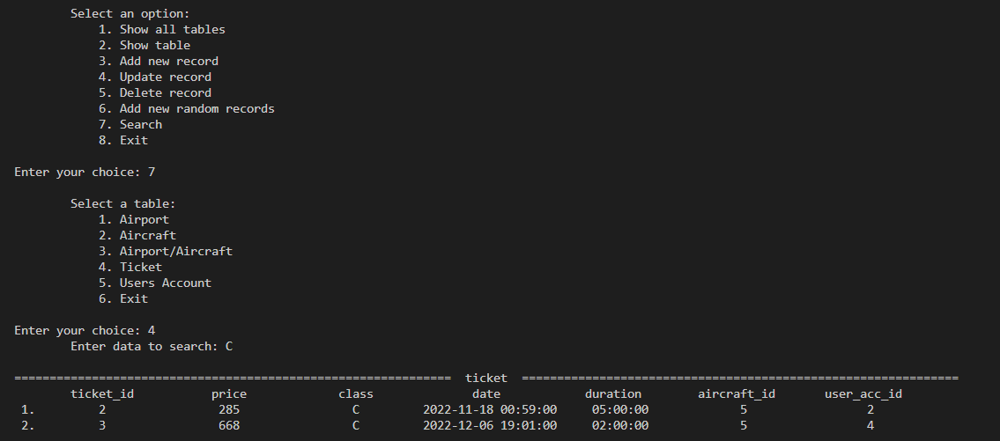 Select an option:
1. Show all tables
2. Show table
3. Add new record
4. Update record
5. Delete record
6. Add new random records
7. Search
8. Exit
Enter your choice: 7
Select a table:
1. Airport
2. Aircraft
3. Airport/Aircraft
4. Ticket
5. Users Account
6. Exit
Enter your choice: 4
Enter data to search: C
============================================================== ticket ==============================================================
ticket_id price class date duration aircraft_id user_acc_id
1. 2 285 C 2022-11-18 00:59:00 05:00:00 5 2
2. 3 668 C 2022-12-06 19:01:00 02:00:00 5 4